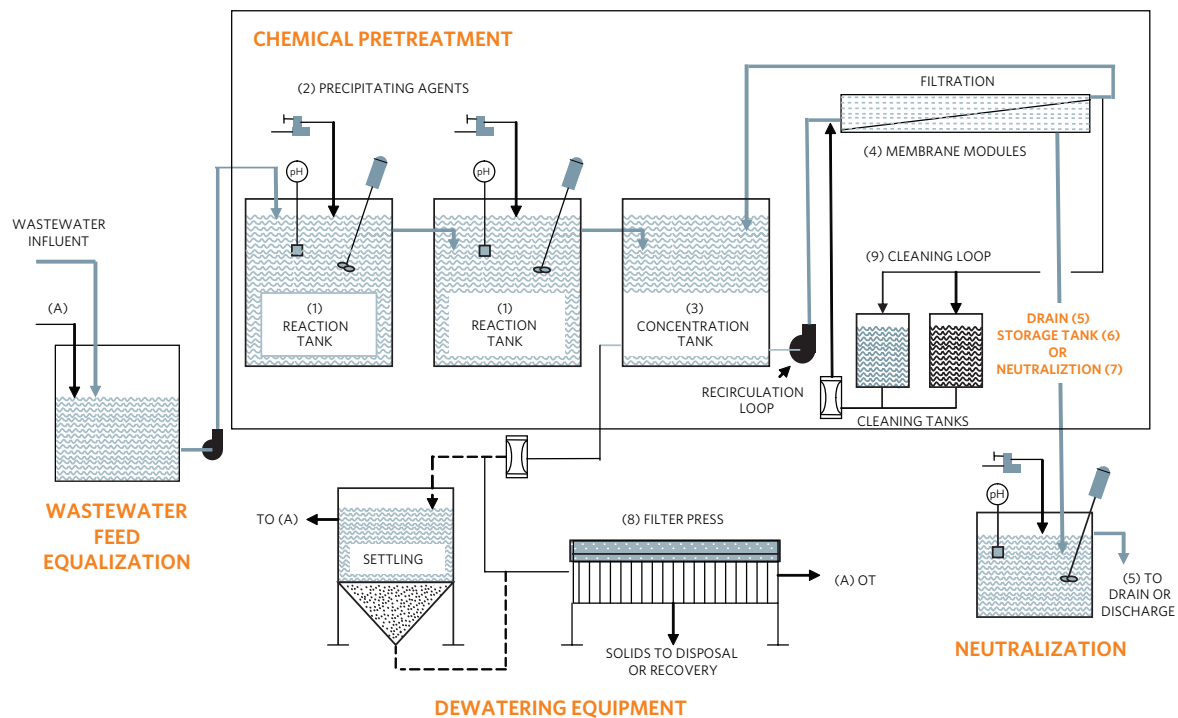 CHEMICAL PRETREATMENT
(2) PRECIPITATING AGENTS
FILTRATION
(4) MEMBRANE MODULES
pH
pH
WASTEWATER
INFLUENT
(A)
(1)
REACTION
TANK
(1)
REACTION
TANK
(3)
CONCENTRATION
TANK
(9) CLEANING LOOP
DRAIN (5)
STORAGE TANK (6)
OR
NEUTRALIZTION (7)
RECIRCULATION
LOOP
CLEANING TANKS
WASTEWATER
FEED
EQUALIZATION
TO (A)
SETTLING
(8) FILTER PRESS
(A) OT
SOLIDS TO DISPOSAL
OR RECOVERY
DEWATERING EQUIPMENT
pH
(5) TO
DRAIN OR
DISCHARGE
NEUTRALIZATION